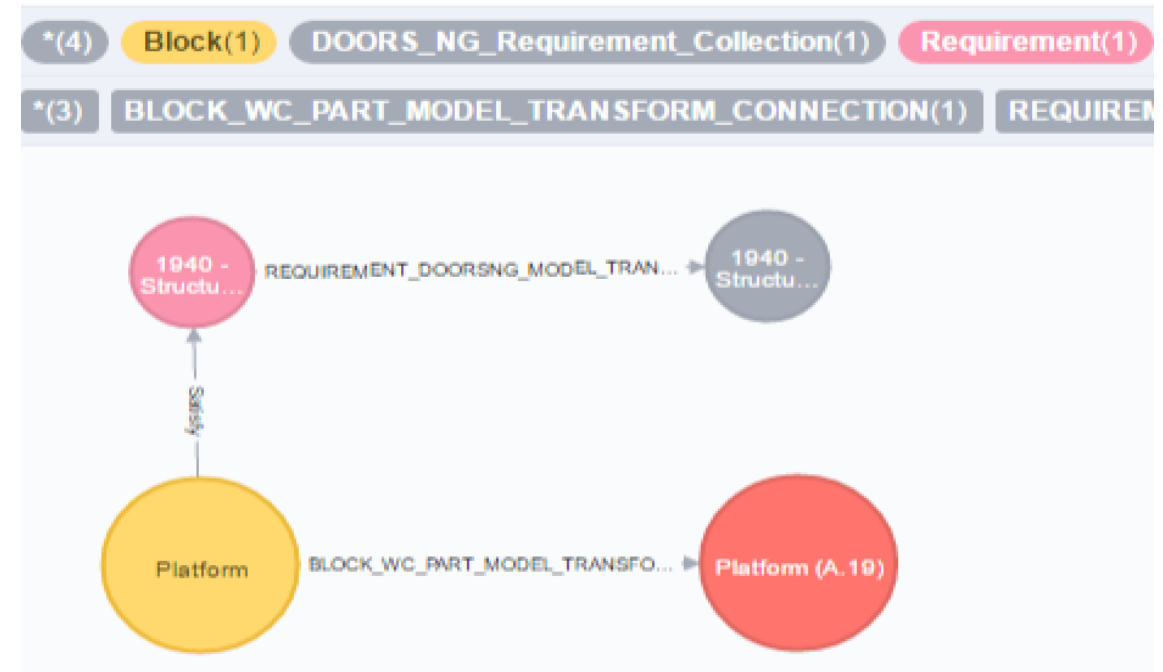 *(4) Block(1) DOORS_NG_Requirement_Collection(1) Requirement(1)
*(3) BLOCK_WC_PART_MODEL_TRANSFORM_CONNECTION(1) REQUIREM
1940 -
Structu...
REQUIREMENT_DOORSNG_MODEL_TRAN...
1940 -
Structu...
Satisfy
Platform
BLOCK_WC_PART_MODEL_TRANSFO...
Platform (A.19)